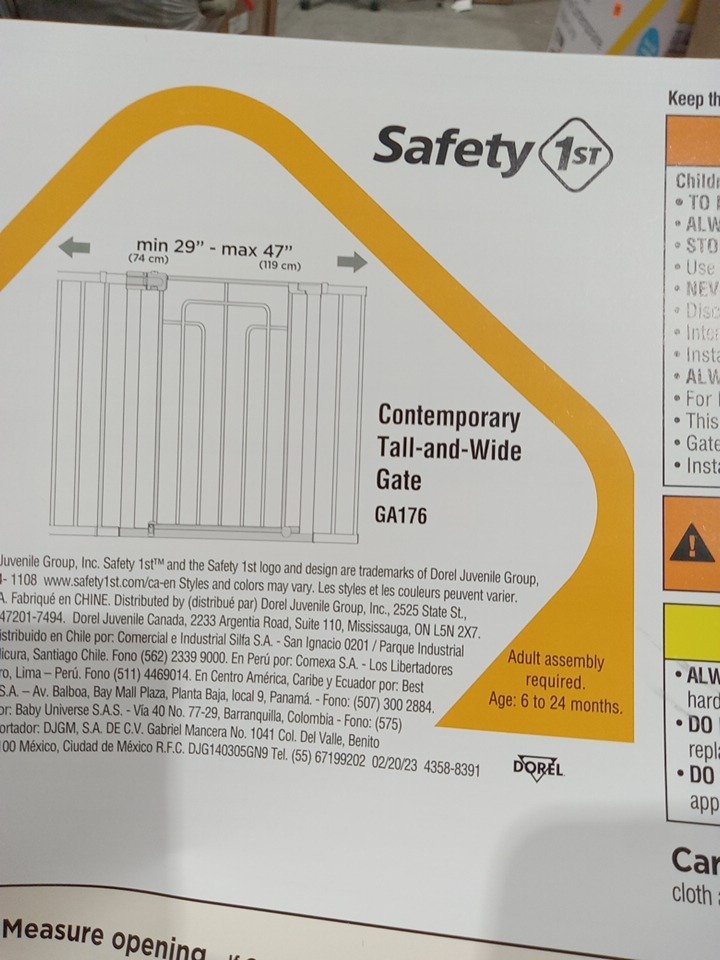 Safety 1ST
min 29" - max 47"
(74 cm) (119 cm)
Contemporary
Tall-and-Wide
Gate
GA176
Juvenile Group, Inc. Safety 1st™ and the Safety 1st logo and design are trademarks of Dorel Juvenile Group,
- 1108 www.safety1st.com/ca-en Styles and colors may vary. Les styles et les couleurs peuvent varier.
A. Fabriqué en CHINE. Distributed by (distribué par) Dorel Juvenile Group, Inc., 2525 State St.,
47201-7494. Dorel Juvenile Canada, 2233 Argentia Road, Suite 110, Mississauga, ON L5N 2X7.
istribuido en Chile por: Comercial e Industrial Silfa S.A. - San Ignacio 0201 / Parque Industrial
licura, Santiago Chile. Fono (562) 2339 9000. En Perú por: Comexa S.A. - Los Libertadores
ro, Lima – Perú. Fono (511) 4469014. En Centro América, Caribe y Ecuador por: Best
S.A. – Av. Balboa, Bay Mall Plaza, Planta Baja, local 9, Panamá. - Fono: (507) 300 2884.
or: Baby Universe S.A.S. - Vía 40 No. 77-29, Barranquilla, Colombia - Fono: (575)
ortador: DJGM, S.A. DE C.V. Gabriel Mancera No. 1041 Col. Del Valle, Benito
00 México, Ciudad de México R.F.C. DJG140305GN9 Tel. (55) 67199202 02/20/23 4358-8391
Adult assembly
required.
Age: 6 to 24 months.
DOREL
Measure opening.
Keep th
Childr
• TO
• ALW
• STO
• Use
• NEV
• Disc
• Inte
• Insta
• ALW
• For
• This
• Gate
• Inst
• ALW
hard
• DO
repl
• DO
app
Car
cloth